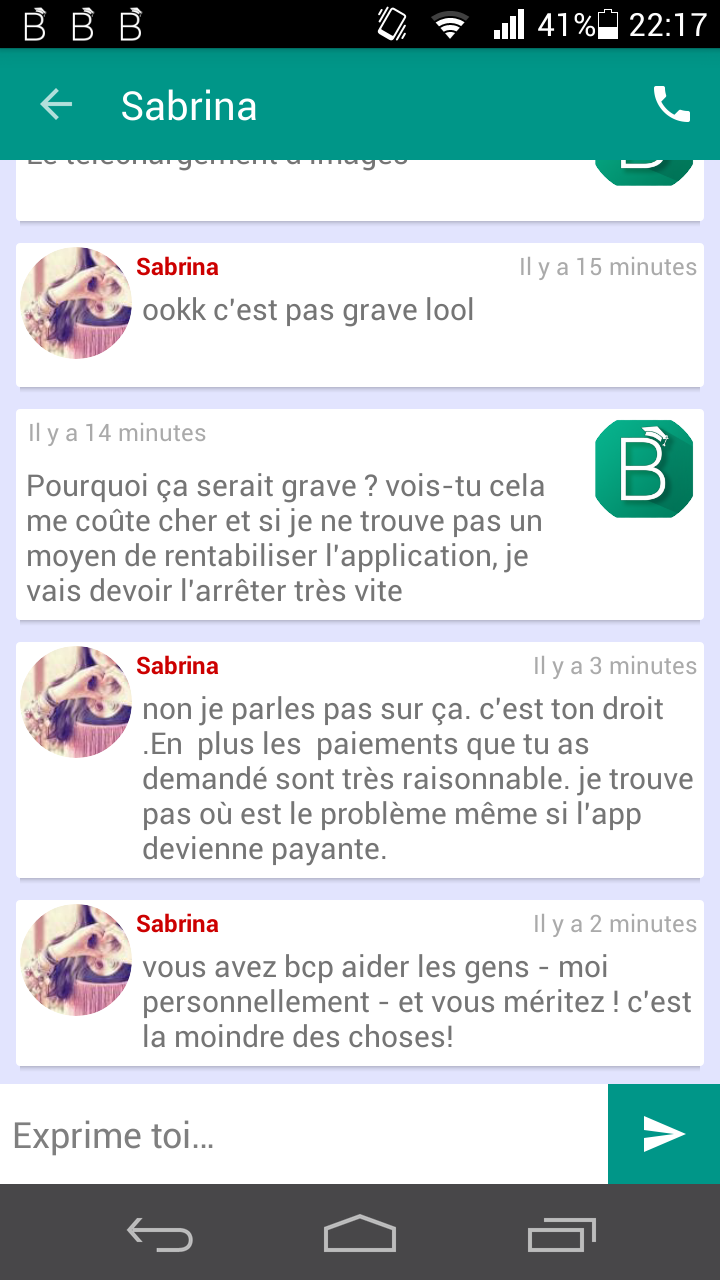 B B B 41% 22:17
Sabrina
Le téléchargement d'images
Sabrina Il y a 15 minutes
ookk c'est pas grave lool
Il y a 14 minutes
B
Pourquoi ça serait grave ? vois-tu cela
me coûte cher et si je ne trouve pas un
moyen de rentabiliser l'application, je
vais devoir l'arrêter très vite
Sabrina Il y a 3 minutes
non je parles pas sur ça. c'est ton droit
.En  plus les  paiements que tu as
demandé sont très raisonnable. je trouve
pas où est le problème même si l'app
devienne payante.
Sabrina Il y a 2 minutes
vous avez bcp aider les gens - moi
personnellement - et vous méritez ! c'est
la moindre des choses!
Exprime toi...